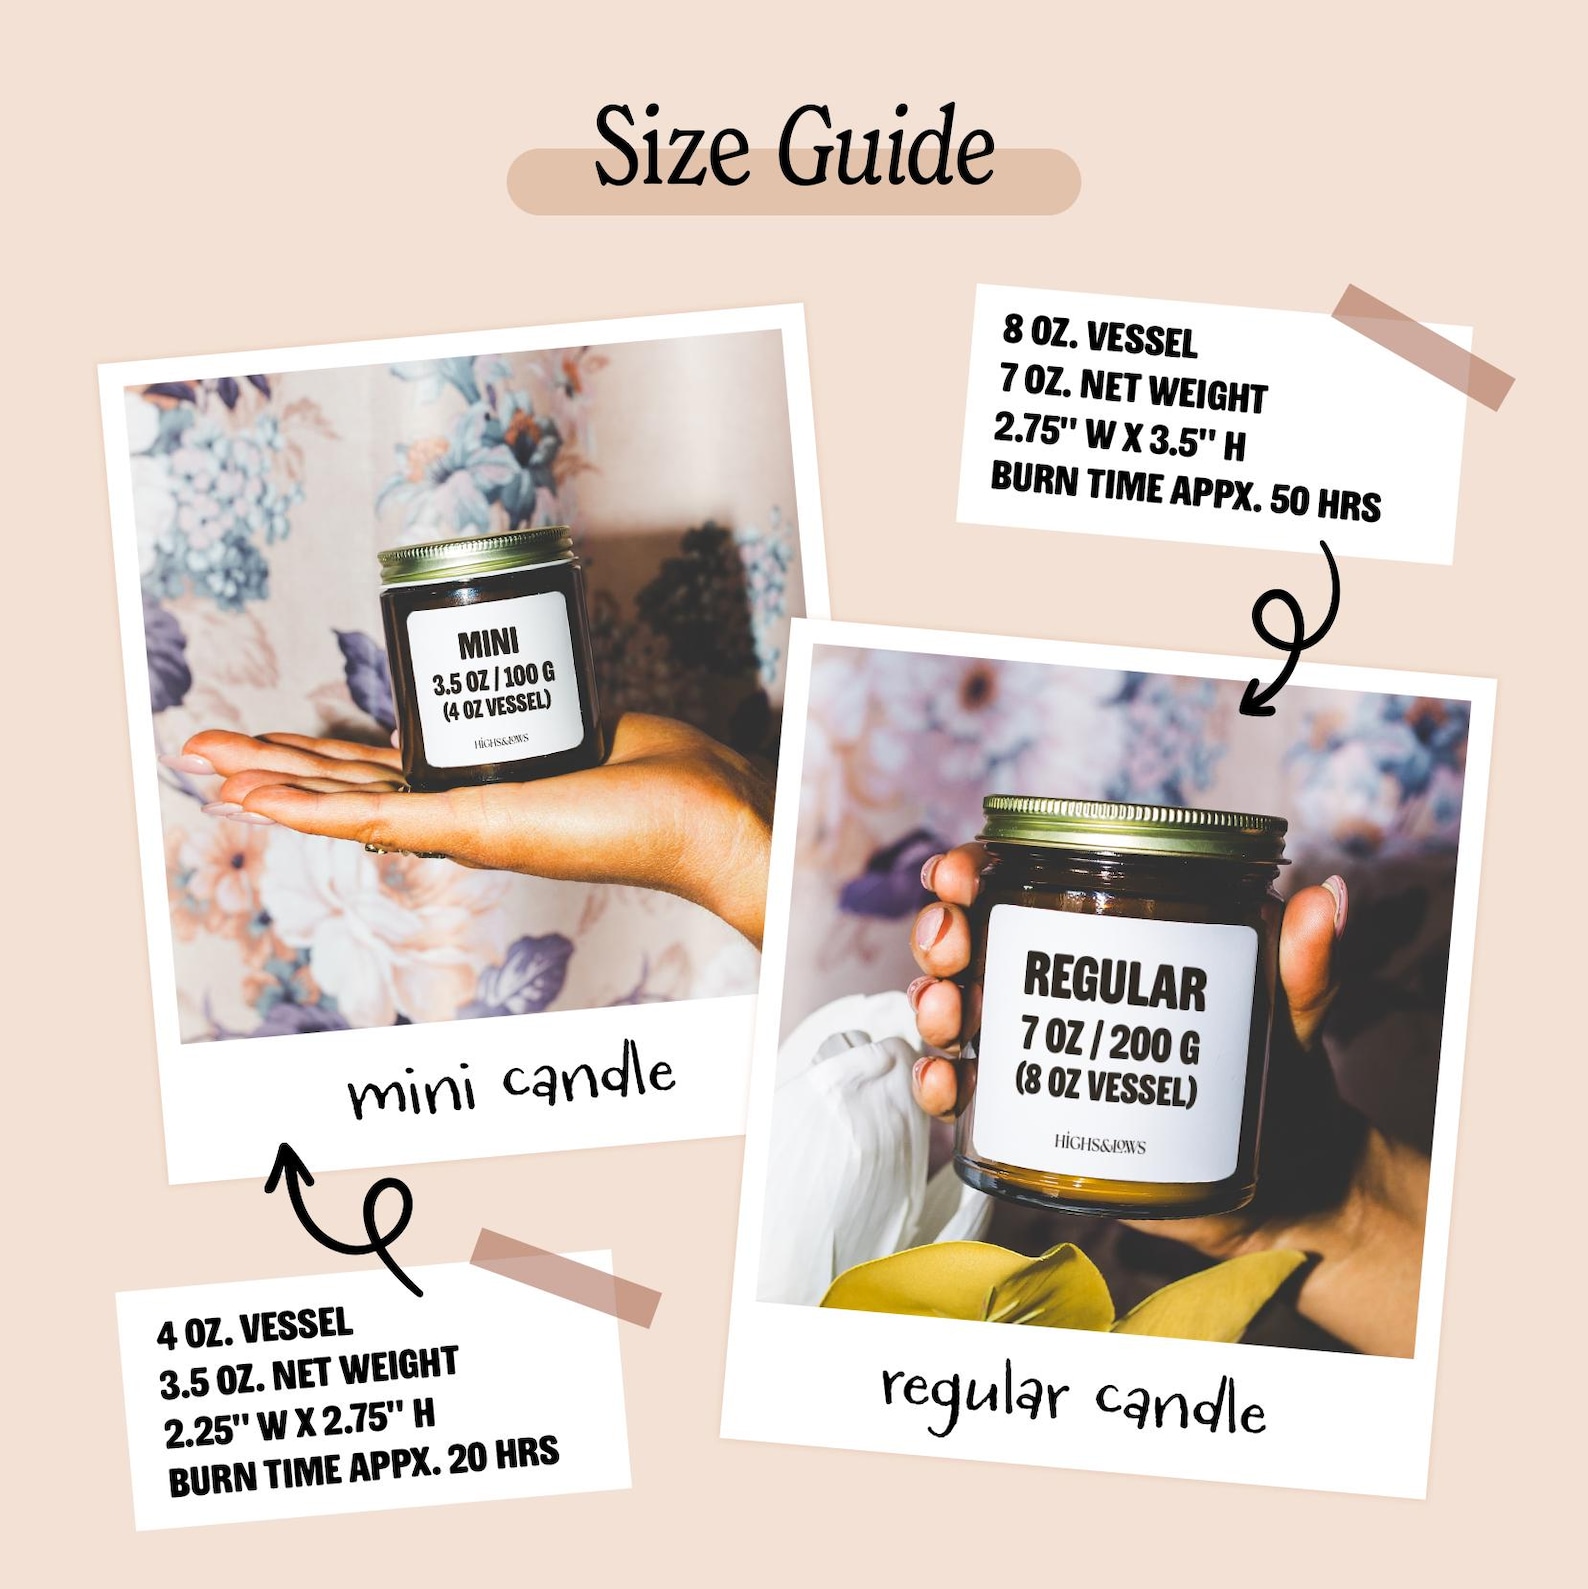 Size Guide
8 OZ. VESSEL
7 OZ. NET WEIGHT
2.75" W X 3.5" H
BURN TIME APPX. 50 HRS
MINI
3.5 OZ / 100 G
(4 OZ VESSEL)
HIGHS&LOWS
mini candle
REGULAR
7 OZ / 200 G
(8 OZ VESSEL)
HIGHS&LOWS
regular candle
4 OZ. VESSEL
3.5 OZ. NET WEIGHT
2.25" W X 2.75" H
BURN TIME APPX. 20 HRS